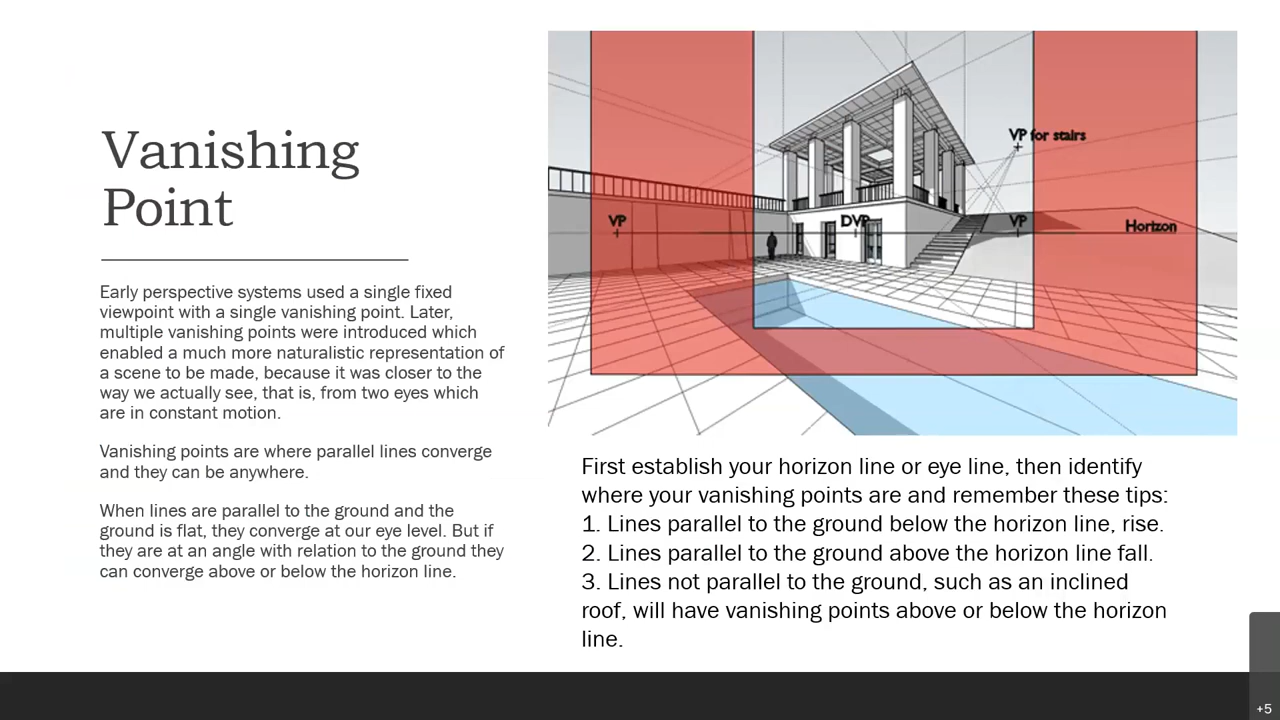 Vanishing
Point
Early perspective systems used a single fixed
viewpoint with a single vanishing point. Later,
multiple vanishing points were introduced which
enabled a much more naturalistic representation of
a scene to be made, because it was closer to the
way we actually see, that is, from two eyes which
are in constant motion.
Vanishing points are where parallel lines converge
and they can be anywhere.
When lines are parallel to the ground and the
ground is flat, they converge at our eye level. But if
they are at an angle with relation to the ground they
can converge above or below the horizon line.
VP for stairs
VP
DVP
VP
Horizon
First establish your horizon line or eye line, then identify
where your vanishing points are and remember these tips:
1. Lines parallel to the ground below the horizon line, rise.
2. Lines parallel to the ground above the horizon line fall.
3. Lines not parallel to the ground, such as an inclined
roof, will have vanishing points above or below the horizon
line.
+5